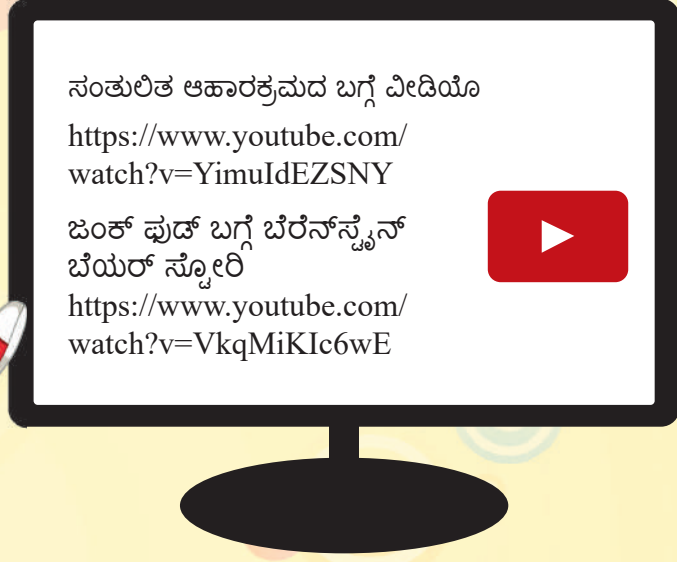 ಸಂತುಲಿತ ಆಹಾರಕ್ರಮದ ಬಗ್ಗೆ ವೀಡಿಯೊ
https://www.youtube.com/
watch?v=YimuIdEZSNY
ಜಂಕ್ ಫುಡ್ ಬಗ್ಗೆ ಬೆರೆನ್‌ಸ್ಟೈನ್
ಬೆಯರ್ ಸ್ಟೋರಿ
https://www.youtube.com/
watch?v=VkqMiKIc6wE